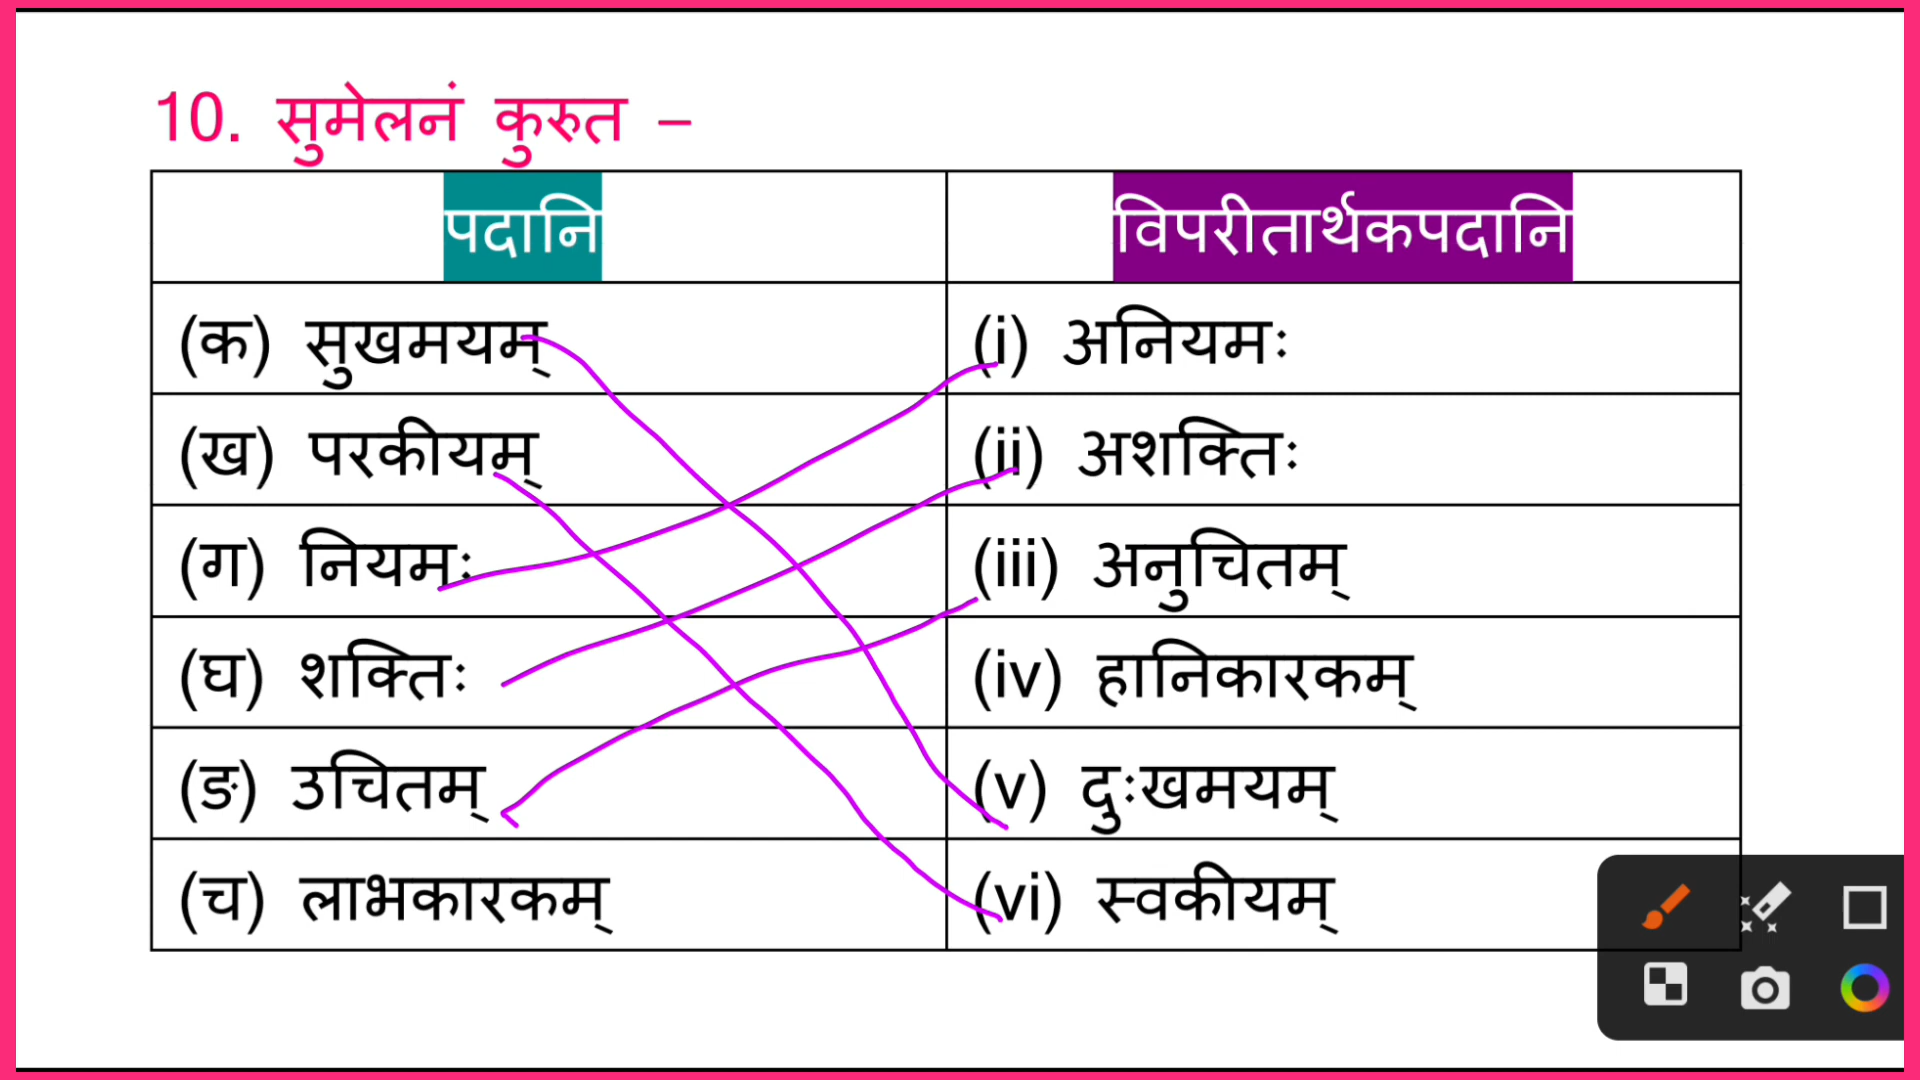 10. सुमेलनं कुरुत –
पदानि विपरीतार्थकपदानि
(क) सुखमयम् (i) अनियमः
(ख) परकीयम् (ii) अशक्तिः
(ग) नियमः (iii) अनुचितम्
(घ) शक्तिः (iv) हानिकारकम्
(ङ) उचितम् (v) दुःखमयम्
(च) लाभकारकम् (vi) स्वकीयम्